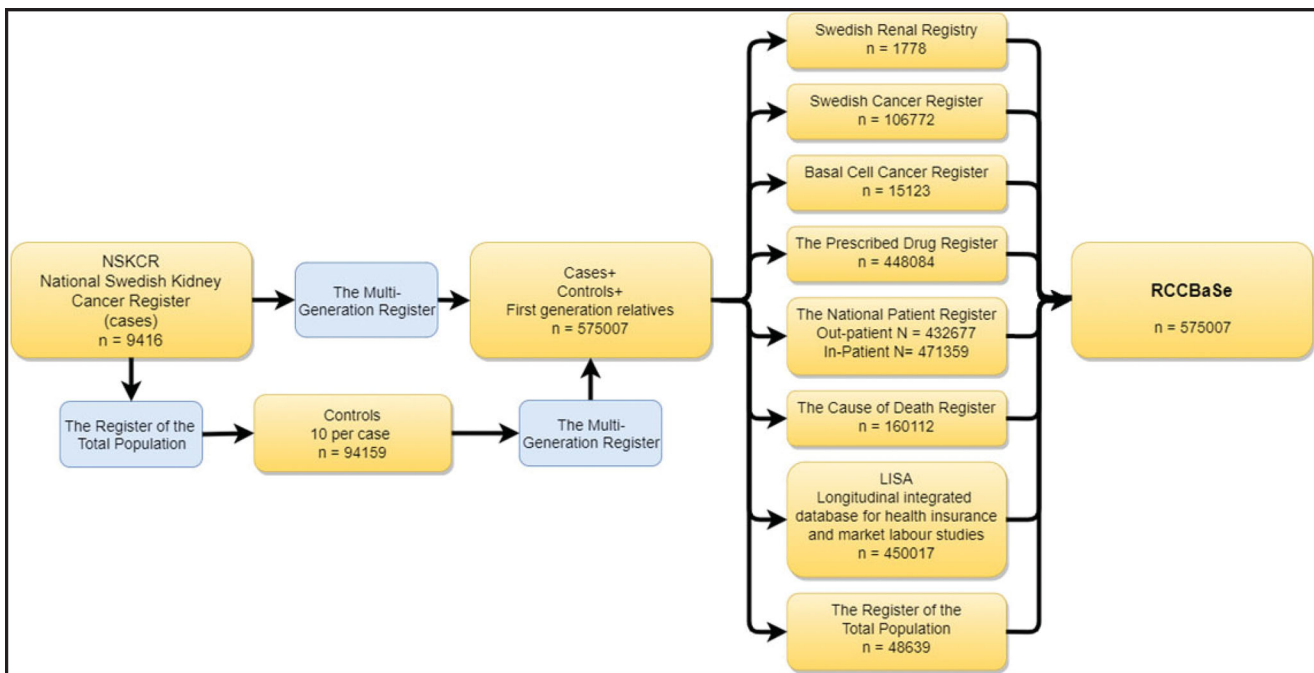 NSKCR
National Swedish Kidney
Cancer Register
(cases)
n = 9416
The Multi-
Generation Register
Cases+
Controls+
First generation relatives
n = 575007
The Register of the
Total Population
Controls
10 per case
n = 94159
The Multi-
Generation Register
Swedish Renal Registry
n = 1778
Swedish Cancer Register
n = 106772
Basal Cell Cancer Register
n = 15123
The Prescribed Drug Register
n = 448084
The National Patient Register
Out-patient N = 432677
In-Patient N= 471359
The Cause of Death Register
n = 160112
LISA
Longitudinal integrated
database for health insurance
and market labour studies
n = 450017
The Register of the
Total Population
n = 48639
RCCBaSe
n = 575007